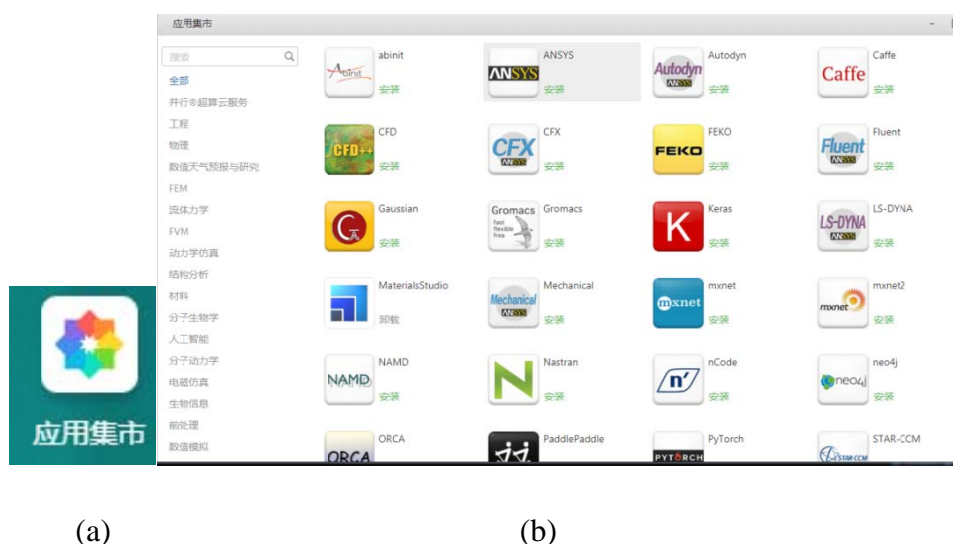 应用集市
搜索
全部
并行®超算云服务
工程
物理
数值天气预报与研究
FEM
流体力学
FVM
动力学仿真
结构分析
材料
分子生物学
人工智能
分子动力学
电磁仿真
生物信息
前处理
数值模拟
Abinit
abinit
安装
ANSYS
ANSYS
安装
Autodyn
ANSYS
Autodyn
安装
Caffe
Caffe
安装
CFD++
CFD
安装
CFX
ANSYS
CFX
安装
FEKO
FEKO
安装
Fluent
ANSYS
Fluent
安装
Gaussian
安装
Gromacs
fast
flexible
free
Gromacs
安装
K
Keras
安装
LS-DYNA
ANSYS
LS-DYNA
安装
MaterialsStudio
卸载
Mechanical
ANSYS
Mechanical
安装
mxnet
mxnet
安装
mxnet
mxnet2
安装
NAMD
NAMD
安装
N
Nastran
安装
n
nCode
安装
neo4j
neo4j
安装
ORCA
ORCA
PaddlePaddle
PYTORCH
PyTorch
STAR-CCM
STAR-CCM
应用集市
(a)
(b)